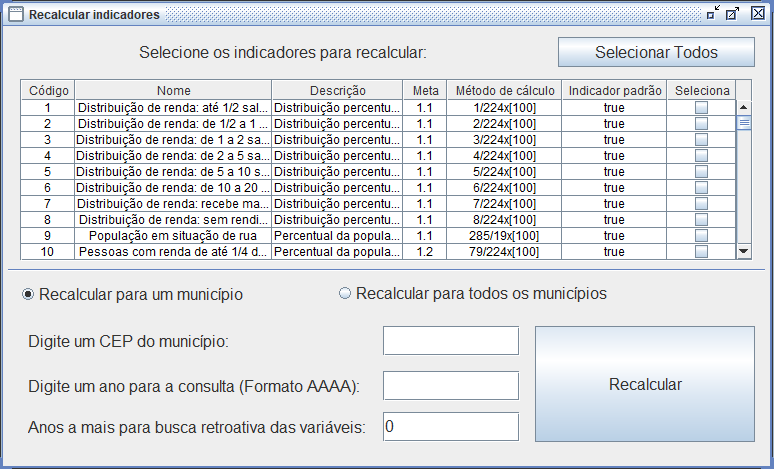 Recalcular indicadores
Selecione os indicadores para recalcular: Selecionar Todos
Código Nome Descrição Meta Método de cálculo Indicador padrão Seleciona
1 Distribuição de renda: até 1/2 sal... Distribuição percentu... 1.1 1/224x[100] true
2 Distribuição de renda: de 1/2 a 1 ... Distribuição percentu... 1.1 2/224x[100] true
3 Distribuição de renda: de 1 a 2 sa... Distribuição percentu... 1.1 3/224x[100] true
4 Distribuição de renda: de 2 a 5 sa... Distribuição percentu... 1.1 4/224x[100] true
5 Distribuição de renda: de 5 a 10 s... Distribuição percentu... 1.1 5/224x[100] true
6 Distribuição de renda: de 10 a 20 ... Distribuição percentu... 1.1 6/224x[100] true
7 Distribuição de renda: recebe ma... Distribuição percentu... 1.1 7/224x[100] true
8 Distribuição de renda: sem rendi... Distribuição percentu... 1.1 8/224x[100] true
9 População em situação de rua Percentual da popula... 1.1 285/19x[100] true
10 Pessoas com renda de até 1/4 d... Percentual da popula... 1.2 79/224x[100] true
Recalcular para um município Recalcular para todos os municípios
Digite um CEP do município:
Digite um ano para a consulta (Formato AAAA): Recalcular
Anos a mais para busca retroativa das variáveis: 0